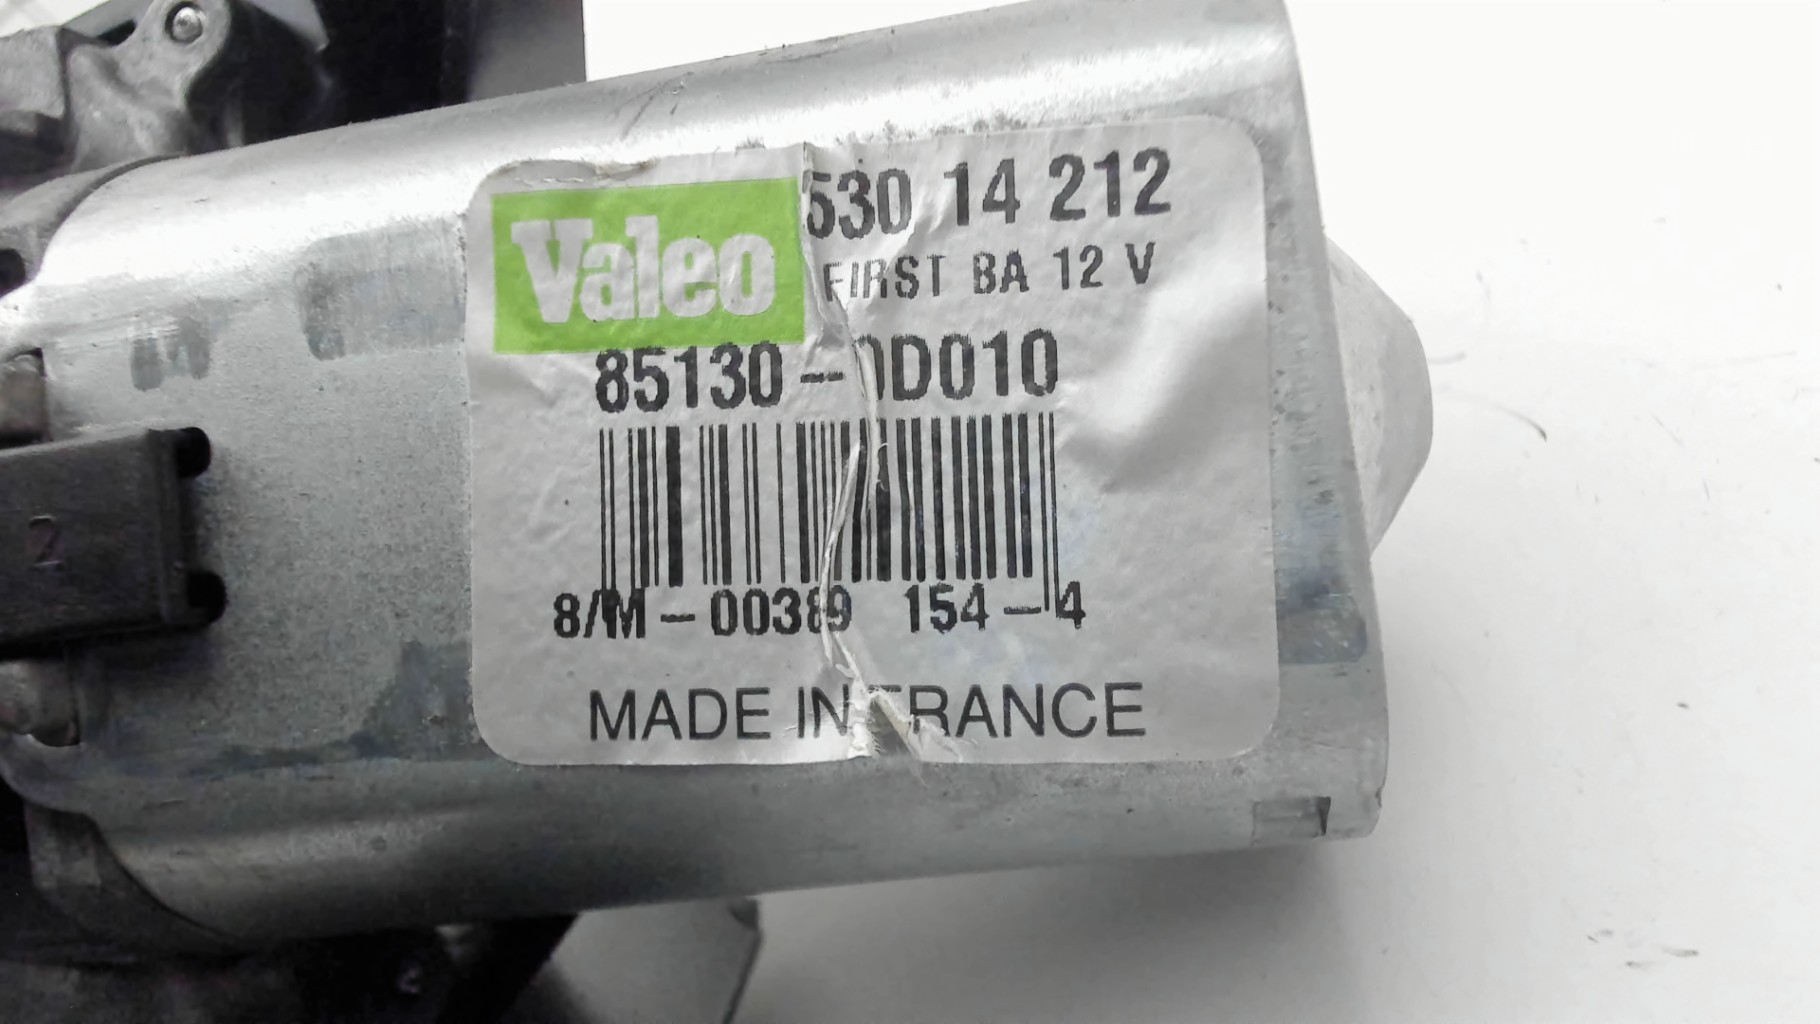 Valeo
530 14 212
FIRST BA 12 V
85130-0D010
8/M-00389 154-4
MADE IN FRANCE
2